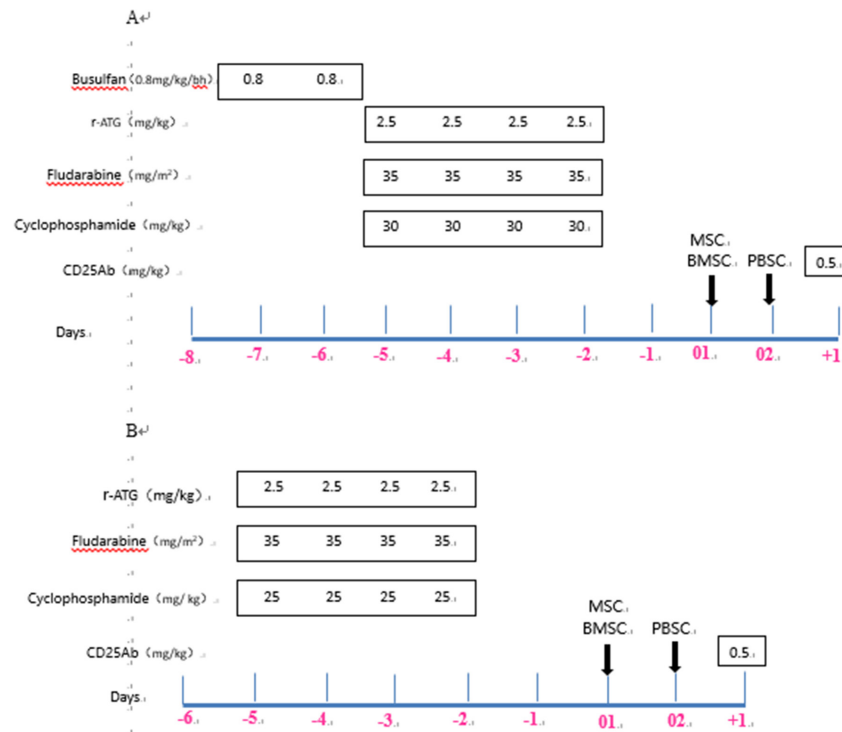 A↵
Busulfan (0.8mg/kg/bh) 0.8 0.8
r-ATG (mg/kg) 2.5 2.5 2.5 2.5
Fludarabine (mg/m²) 35 35 35 35
Cyclophosphamide (mg/kg) 30 30 30 30
MSC
BMSC PBSC
CD25Ab (mg/kg) 0.5
Days
-8 -7 -6 -5 -4 -3 -2 -1 01 02 +1
B↵
r-ATG (mg/kg) 2.5 2.5 2.5 2.5
Fludarabine (mg/m²) 35 35 35 35
Cyclophosphamide (mg/kg) 25 25 25 25
MSC
BMSC PBSC
CD25Ab (mg/kg) 0.5
Days
-6 -5 -4 -3 -2 -1 01 02 +1